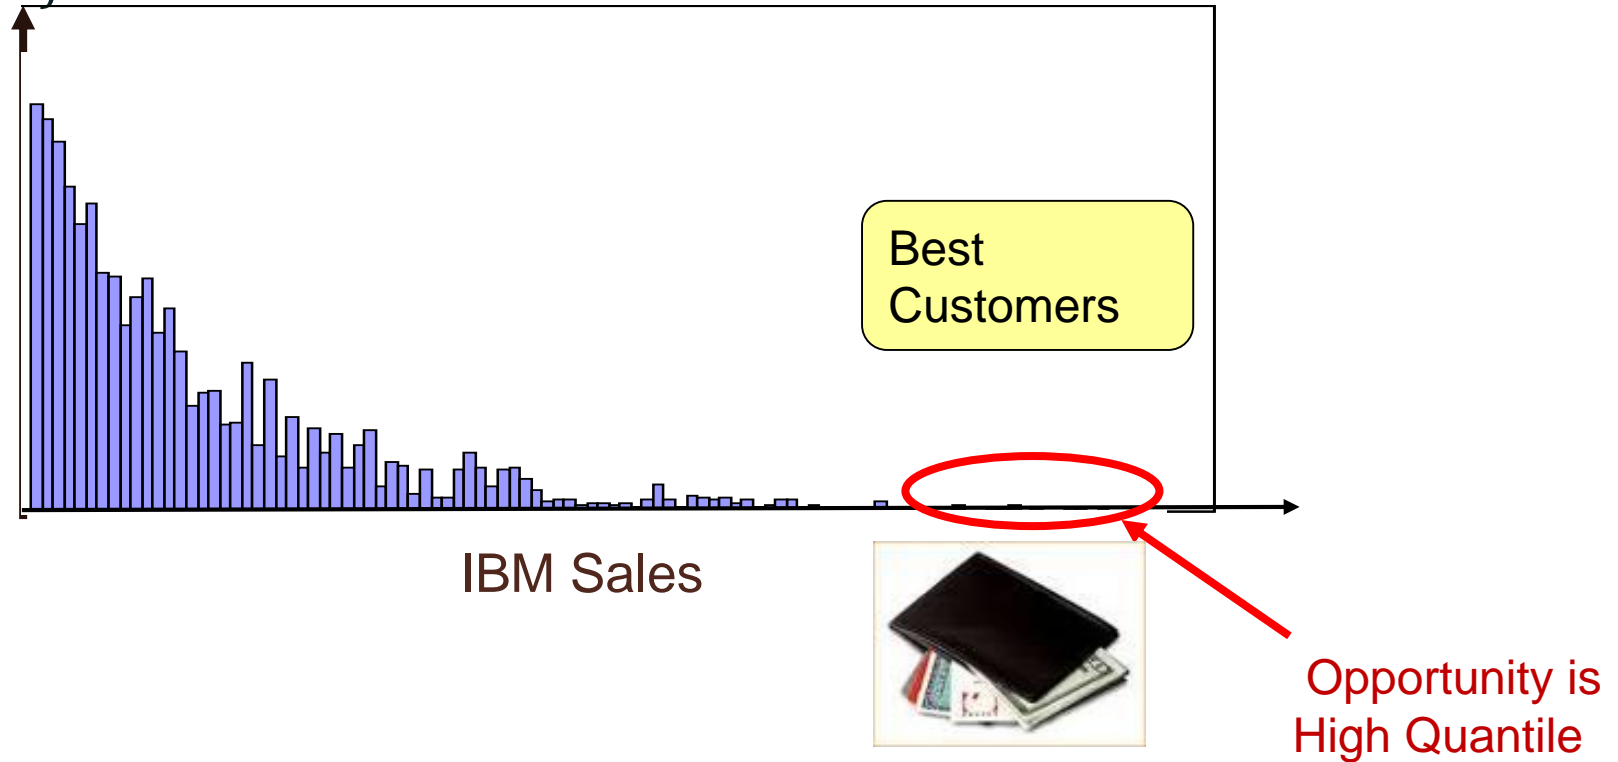 Best
Customers
IBM Sales
Opportunity is
High Quantile